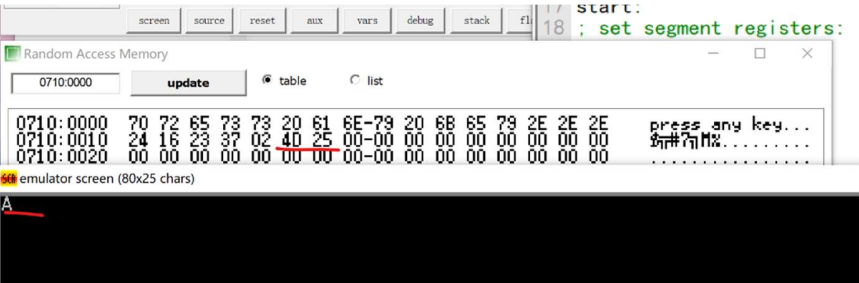 screen source reset aux vars debug stack fl
17 start:
18 ; set segment registers:
Random Access Memory
0710:0000 update table list
0710:0000 70 72 65 73 73 20 61 6E-79 20 6B 65 79 2E 2E 2E press any key...
0710:0010 24 16 23 37 02 4D 25 00-00 00 00 00 00 00 00 00
0710:0020 00 00 00 00 00 00 00 00-00 00 00 00 00 00 00 00 ................
emulator screen (80x25 chars)
A